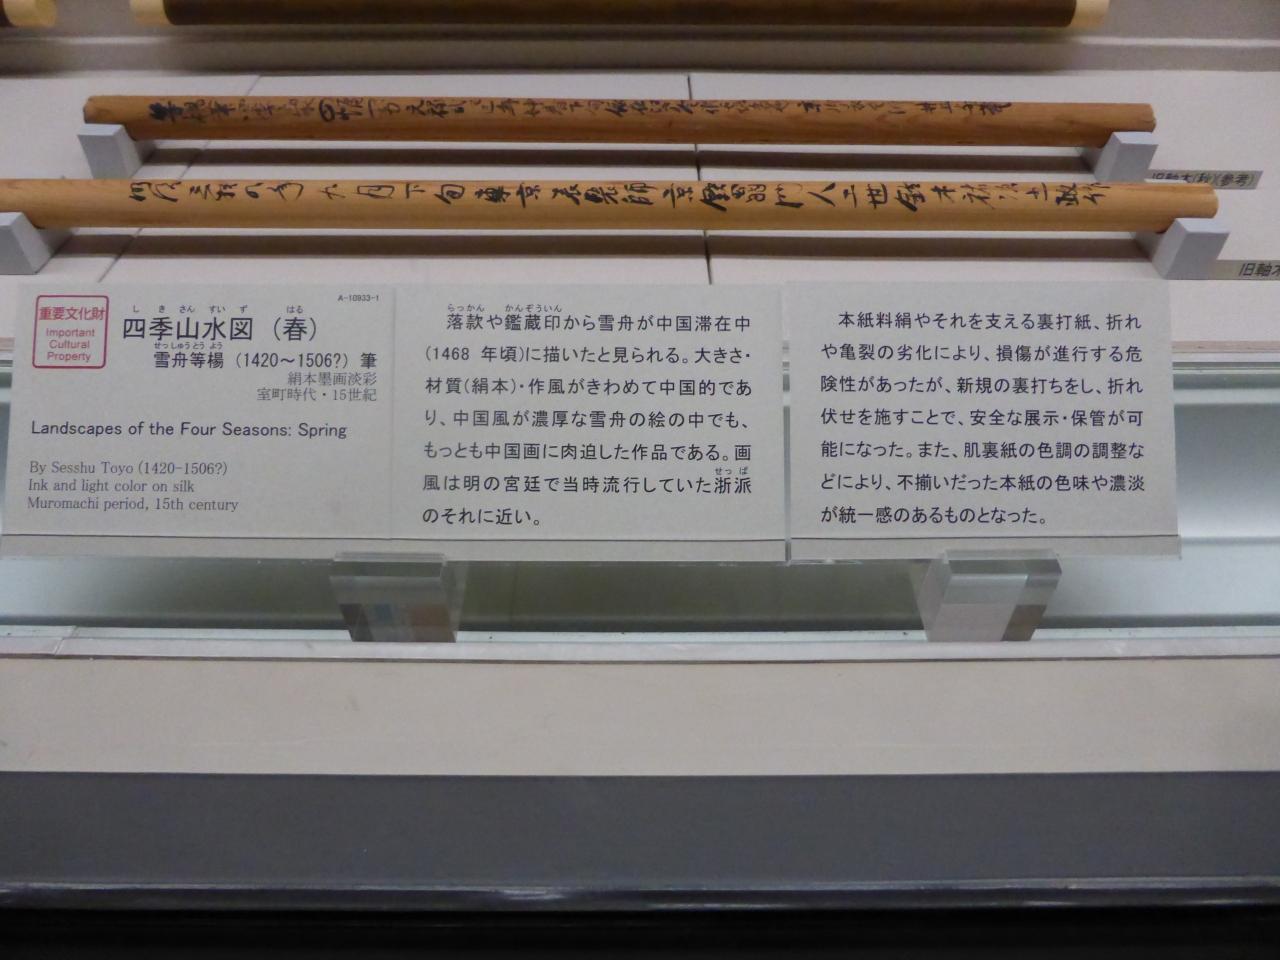 九月下旬東京表製師京
人二世鈴木
旧軸木(秋)(参考)
旧軸木
重要文化財
Important
Cultural
Property
A-10933-1
しきさんすいず はる
四季山水図（春）
せっしゅうとうよう
雪舟等楊（1420～1506?）筆
絹本墨画淡彩
室町時代・15世紀
Landscapes of the Four Seasons: Spring
By Sesshu Toyo (1420-1506?)
Ink and light color on silk
Muromachi period, 15th century
らっかん かんぞういん
落款や鑑蔵印から雪舟が中国滞在中
(1468 年頃)に描いたと見られる。大きさ・
材質(絹本)・作風がきわめて中国的であ
り、中国風が濃厚な雪舟の絵の中でも、
もっとも中国画に肉迫した作品である。画
せっぱ
風は明の宮廷で当時流行していた浙派
のそれに近い。
本紙料絹やそれを支える裏打紙、折れ
や亀裂の劣化により、損傷が進行する危
険性があったが、新規の裏打ちをし、折れ
伏せを施すことで、安全な展示・保管が可
能になった。また、肌裏紙の色調の調整な
どにより、不揃いだった本紙の色味や濃淡
が統一感のあるものとなった。